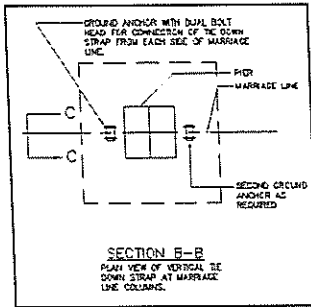 GROUND ANCHOR WITH DUAL BOLT
HEAD FOR CONNECTION OF TIE DOWN
STRAP FROM EACH SIDE OF MARRIAGE
LINE.
PIER
MARRIAGE LINE
C
C
SECOND GROUND
ANCHOR AS
REQUIRED
SECTION B-B
PLAN VIEW OF VERTICAL TIE
DOWN STRAP AT MARRIAGE
LINE COLUMNS.